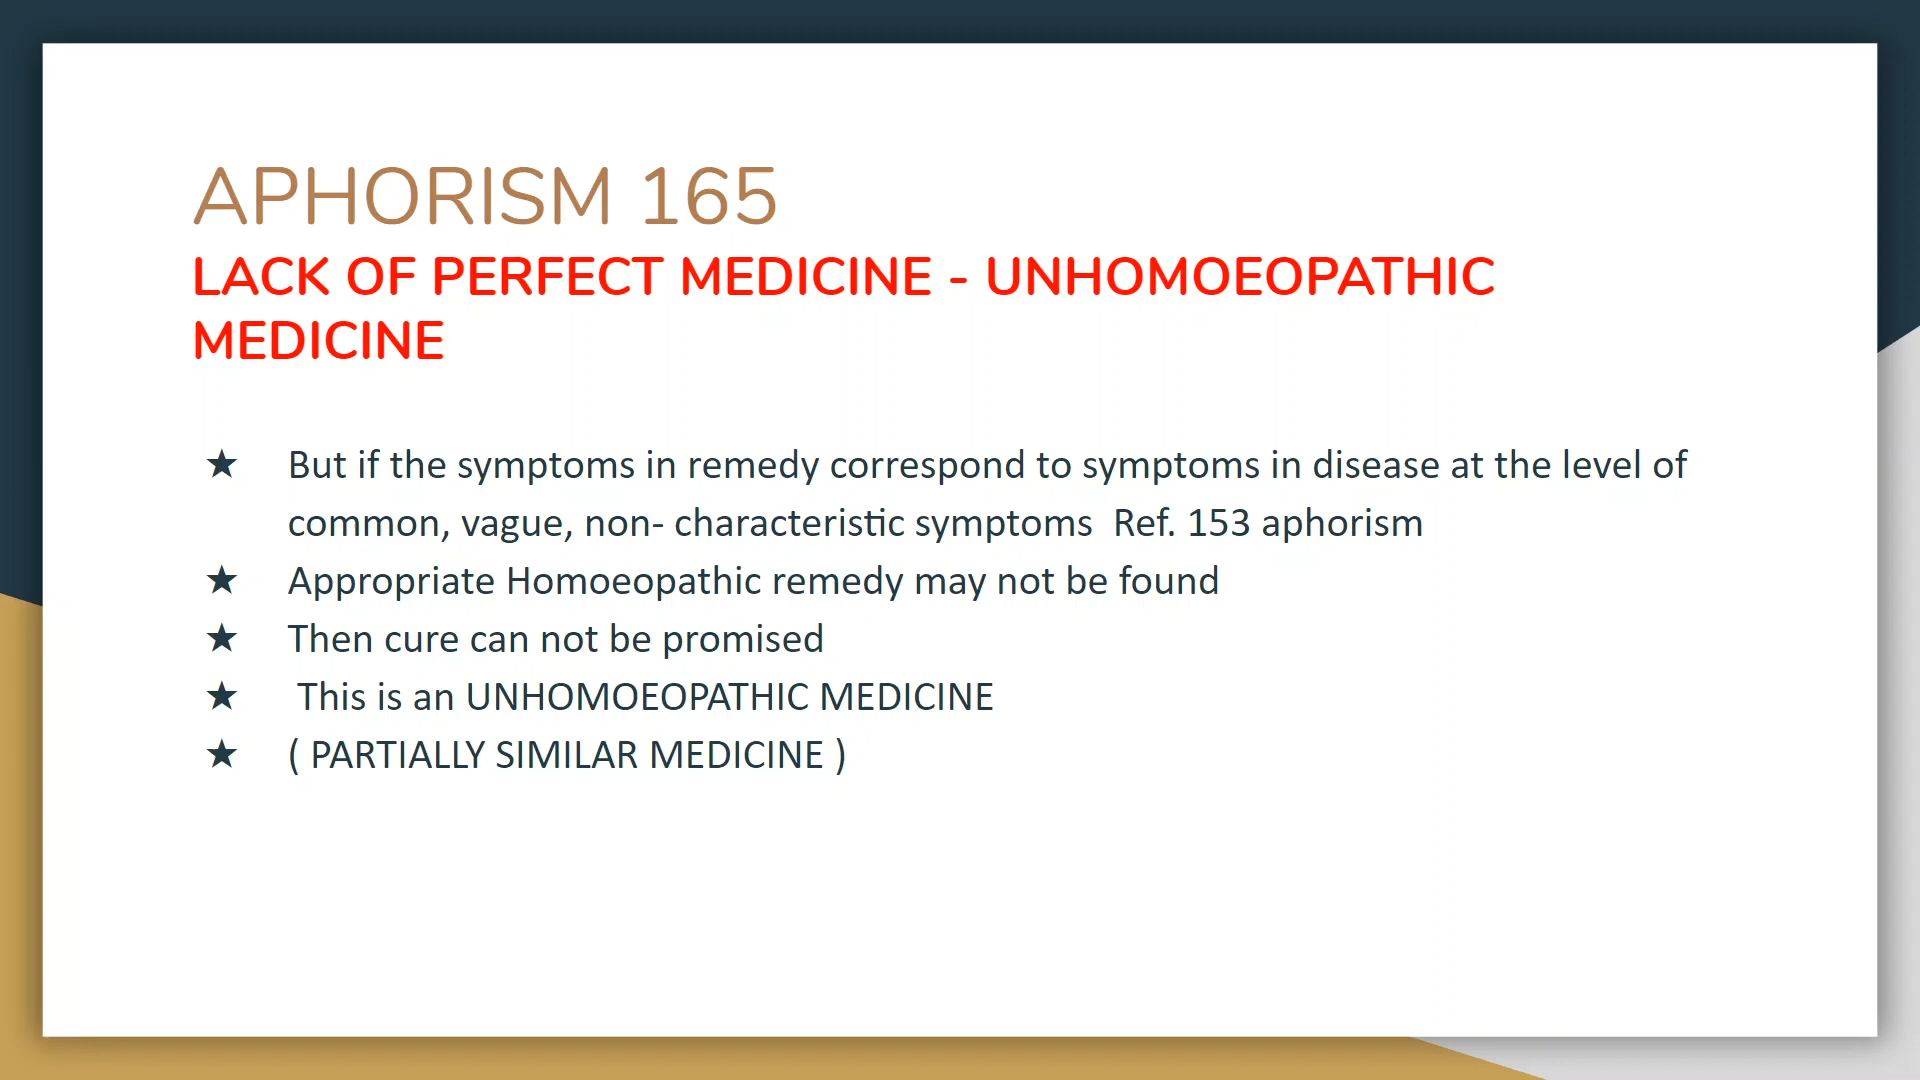 APHORISM 165
LACK OF PERFECT MEDICINE - UNHOMOEOPATHIC
MEDICINE
★ But if the symptoms in remedy correspond to symptoms in disease at the level of
common, vague, non- characteristic symptoms  Ref. 153 aphorism
★ Appropriate Homoeopathic remedy may not be found
★ Then cure can not be promised
★ This is an UNHOMOEOPATHIC MEDICINE
★ ( PARTIALLY SIMILAR MEDICINE )